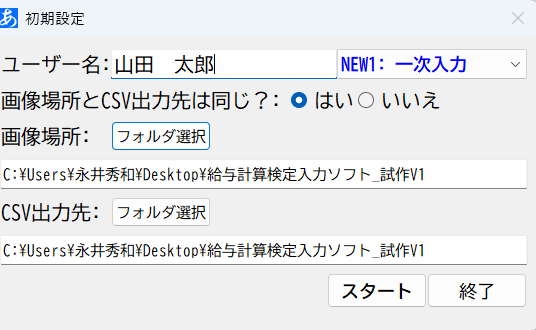 あ 初期設定
ユーザー名: 山田　太郎 NEW1: 一次入力
画像場所とCSV出力先は同じ？: はい いいえ
画像場所: フォルダ選択
C:¥Users¥永井秀和¥Desktop¥給与計算検定入力ソフト_試作V1
CSV出力先: フォルダ選択
C:¥Users¥永井秀和¥Desktop¥給与計算検定入力ソフト_試作V1
スタート 終了